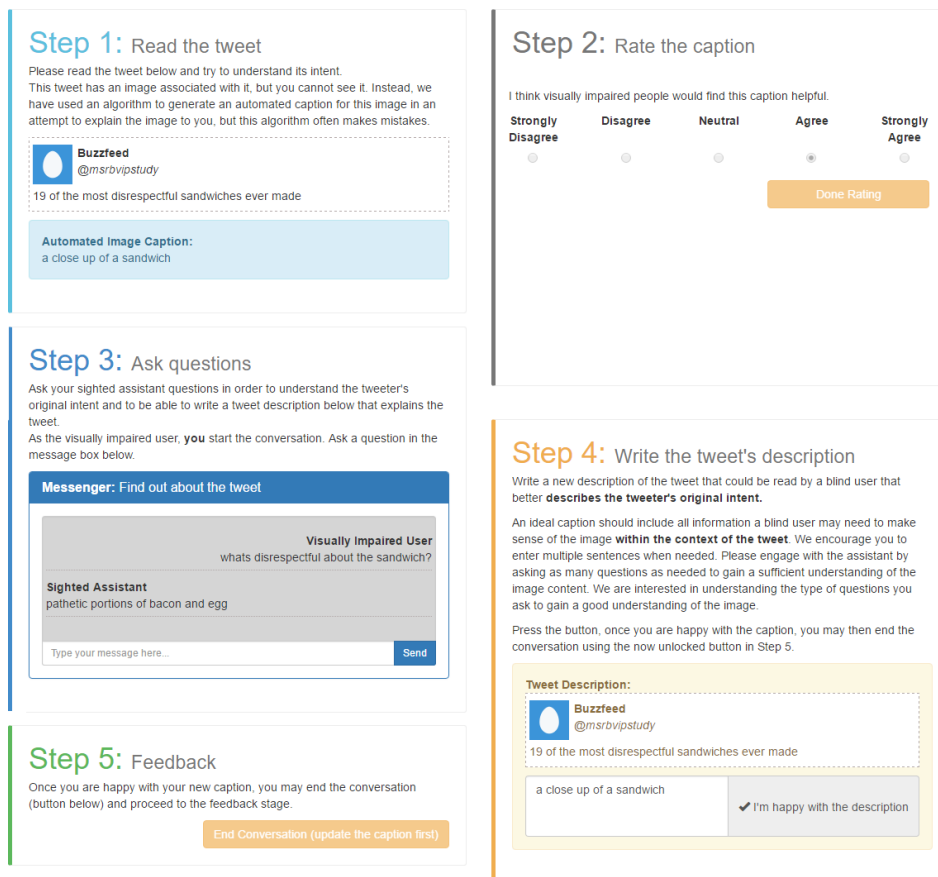 Step 1: Read the tweet
Please read the tweet below and try to understand its intent.
This tweet has an image associated with it, but you cannot see it. Instead, we
have used an algorithm to generate an automated caption for this image in an
attempt to explain the image to you, but this algorithm often makes mistakes.
Buzzfeed
@msrbvipstudy
19 of the most disrespectful sandwiches ever made
Automated Image Caption:
a close up of a sandwich
Step 2: Rate the caption
I think visually impaired people would find this caption helpful.
Strongly Disagree Neutral Agree Strongly
Disagree Agree
Done Rating
Step 3: Ask questions
Ask your sighted assistant questions in order to understand the tweeter's
original intent and to be able to write a tweet description below that explains the
tweet.
As the visually impaired user, you start the conversation. Ask a question in the
message box below.
Messenger: Find out about the tweet
Visually Impaired User
whats disrespectful about the sandwich?
Sighted Assistant
pathetic portions of bacon and egg
Type your message here...
Send
Step 4: Write the tweet's description
Write a new description of the tweet that could be read by a blind user that
better describes the tweeter's original intent.
An ideal caption should include all information a blind user may need to make
sense of the image within the context of the tweet. We encourage you to
enter multiple sentences when needed. Please engage with the assistant by
asking as many questions as needed to gain a sufficient understanding of the
image content. We are interested in understanding the type of questions you
ask to gain a good understanding of the image.
Press the button, once you are happy with the caption, you may then end the
conversation using the now unlocked button in Step 5.
Tweet Description:
Buzzfeed
@msrbvipstudy
19 of the most disrespectful sandwiches ever made
a close up of a sandwich
✔ I'm happy with the description
Step 5: Feedback
Once you are happy with your new caption, you may end the conversation
(button below) and proceed to the feedback stage.
End Conversation (update the caption first)